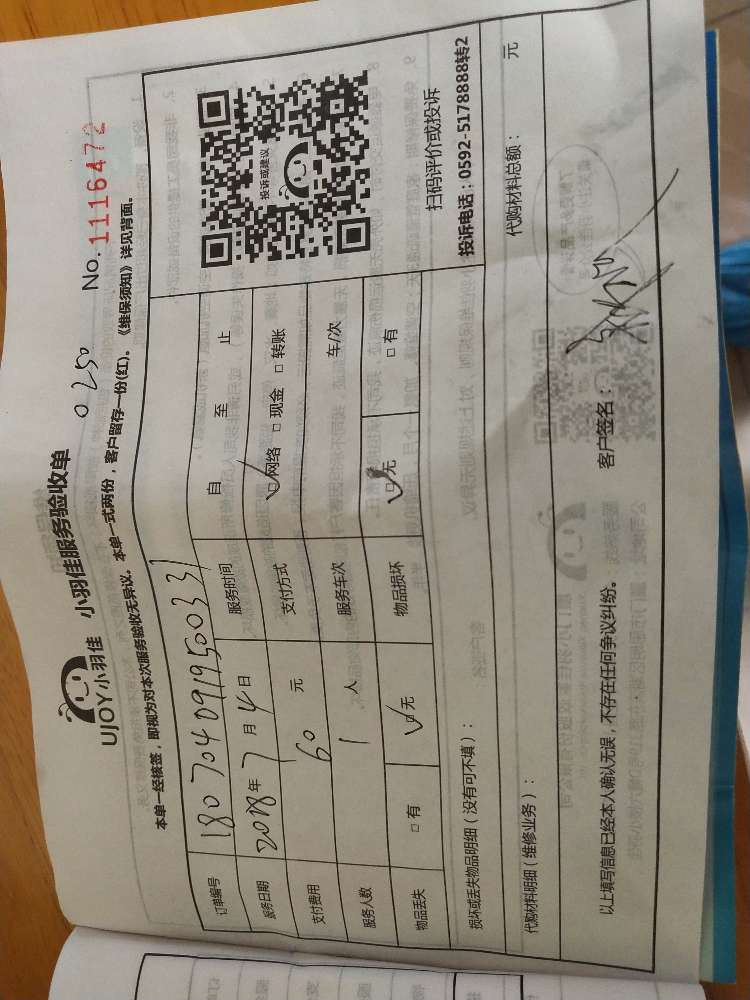 UJOY小羽佳 小羽佳服务验收单
0250
No. 1116472
本单一经核签，即视为对本次服务验收无异议。本单一式两份，客户留存一份(红)。《维保须知》详见背面。
订单编号 180704091950033
服务时间 自 至 止
服务日期 2018年7月4日
支付方式 □网络 □现金 □转账
支付费用 60 元
服务车次 车/次
服务人数 1 人
物品损坏 □无 □有
物品丢失 □有 □无
投诉或建议
扫码评价或投诉
投诉电话：0592-5178888转2
损坏或丢失物品明细（没有可不填）：
代购材料明细（维修业务）：
代购材料总额： 元
以上填写信息已经本人确认无误，不存在任何争议纠纷。
客户签名：